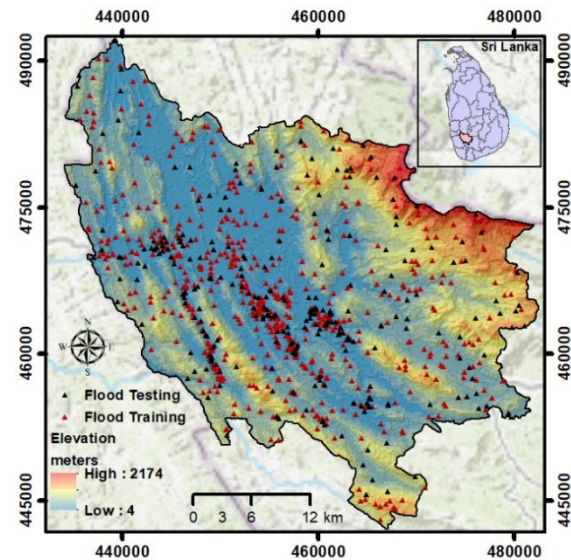 440000 460000 480000
490000 490000
Sri Lanka
475000 475000
460000 460000
N
W E
S
Flood Testing
Flood Training
Elevation
meters
High : 2174
Low : 4
0 3 6 12 km
445000 445000
440000 460000 480000